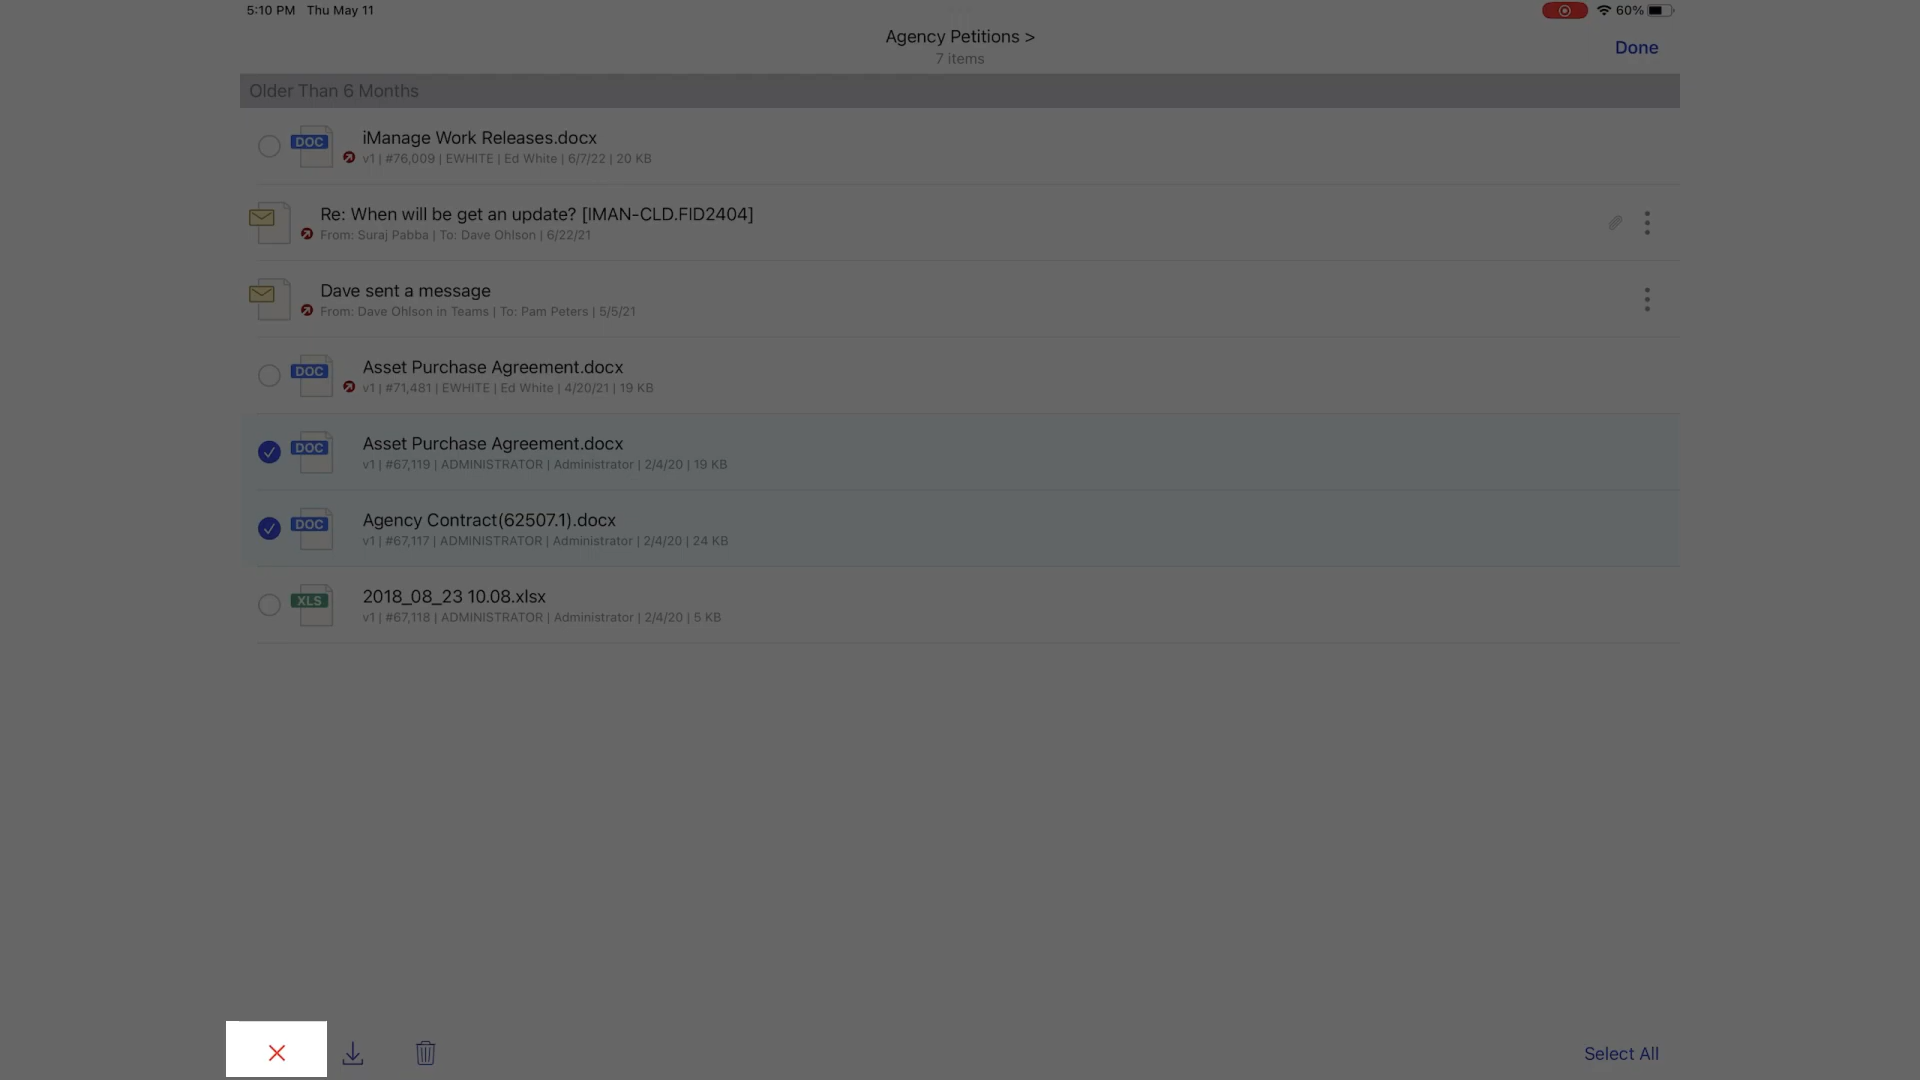 5:10 PM Thu May 11
60%
Agency Petitions >
7 items
Done
Older Than 6 Months
DOC
iManage Work Releases.docx
v1 | #76,009 | EWHITE | Ed White | 6/7/22 | 20 KB
Re: When will be get an update? [IMAN-CLD.FID2404]
From: Suraj Pabba | To: Dave Ohlson | 6/22/21
Dave sent a message
From: Dave Ohlson in Teams | To: Pam Peters | 5/5/21
DOC
Asset Purchase Agreement.docx
v1 | #71,481 | EWHITE | Ed White | 4/20/21 | 19 KB
DOC
Asset Purchase Agreement.docx
v1 | #67,119 | ADMINISTRATOR | Administrator | 2/4/20 | 19 KB
DOC
Agency Contract(62507.1).docx
v1 | #67,117 | ADMINISTRATOR | Administrator | 2/4/20 | 24 KB
XLS
2018_08_23 10.08.xlsx
v1 | #67,118 | ADMINISTRATOR | Administrator | 2/4/20 | 5 KB
Select All